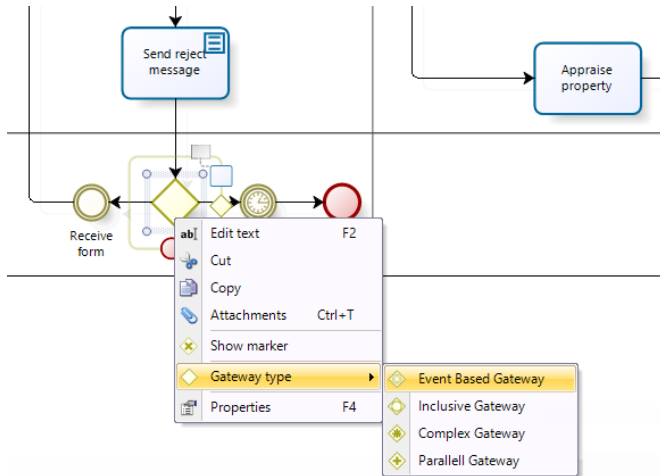 Send reject
message
Appraise
property
Receive
form
Edit text F2
Cut
Copy
Attachments Ctrl+T
Show marker
Gateway type
Properties F4
Event Based Gateway
Inclusive Gateway
Complex Gateway
Parallell Gateway